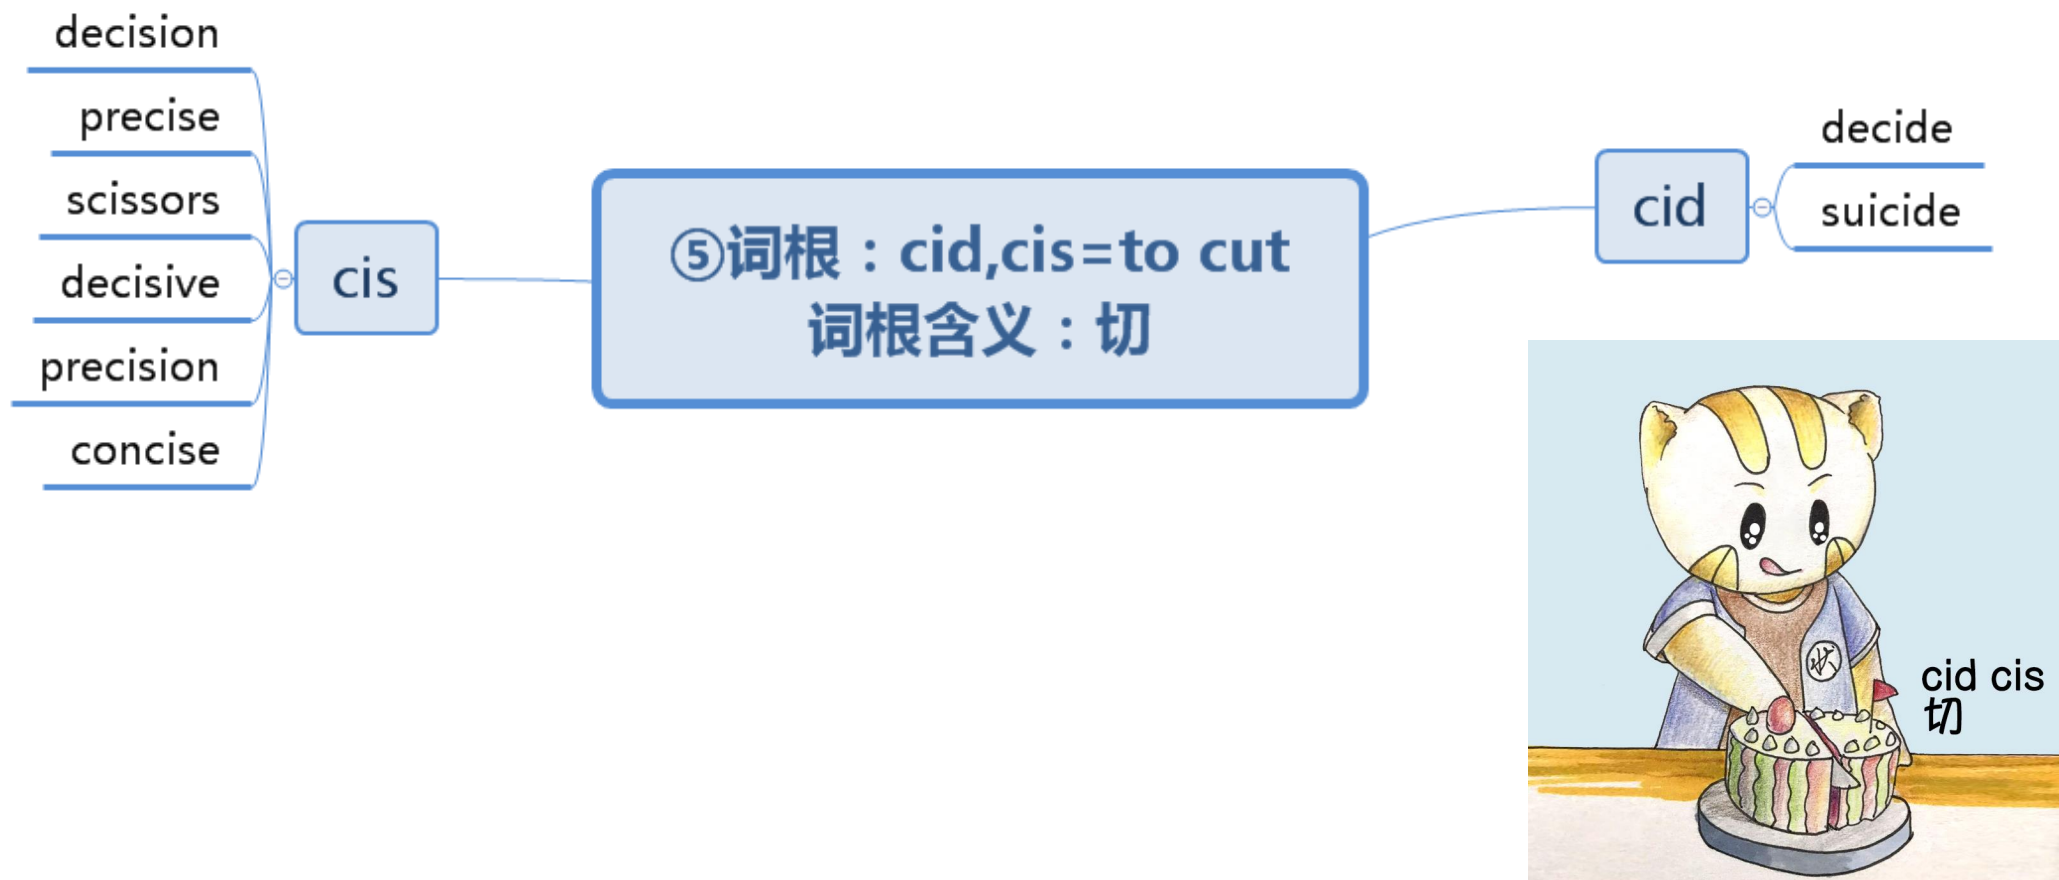 decision
precise
scissors
decisive
precision
concise
cis
⑤词根：cid,cis=to cut
词根含义：切
cid
decide
suicide
cid cis
切